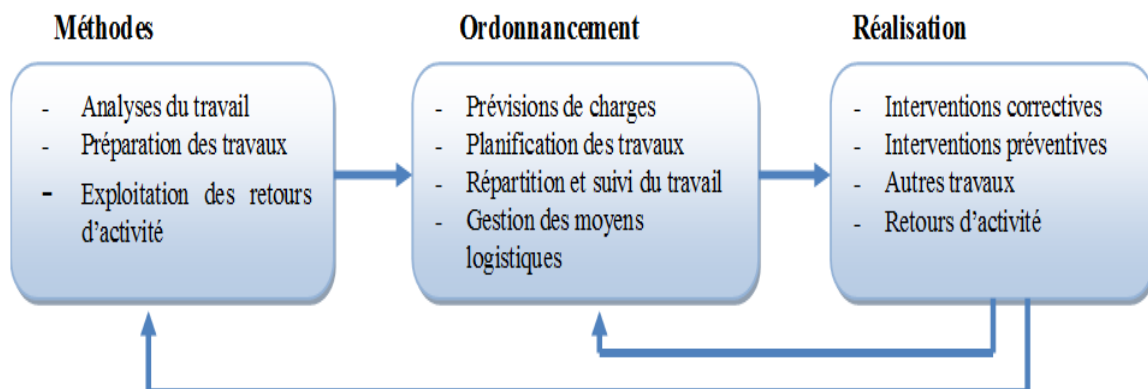 Méthodes
- Analyses du travail
- Préparation des travaux
- Exploitation des retours
d’activité
Ordonnancement
- Prévisions de charges
- Planification des travaux
- Répartition et suivi du travail
- Gestion des moyens
logistiques
Réalisation
- Interventions correctives
- Interventions préventives
- Autres travaux
- Retours d’activité